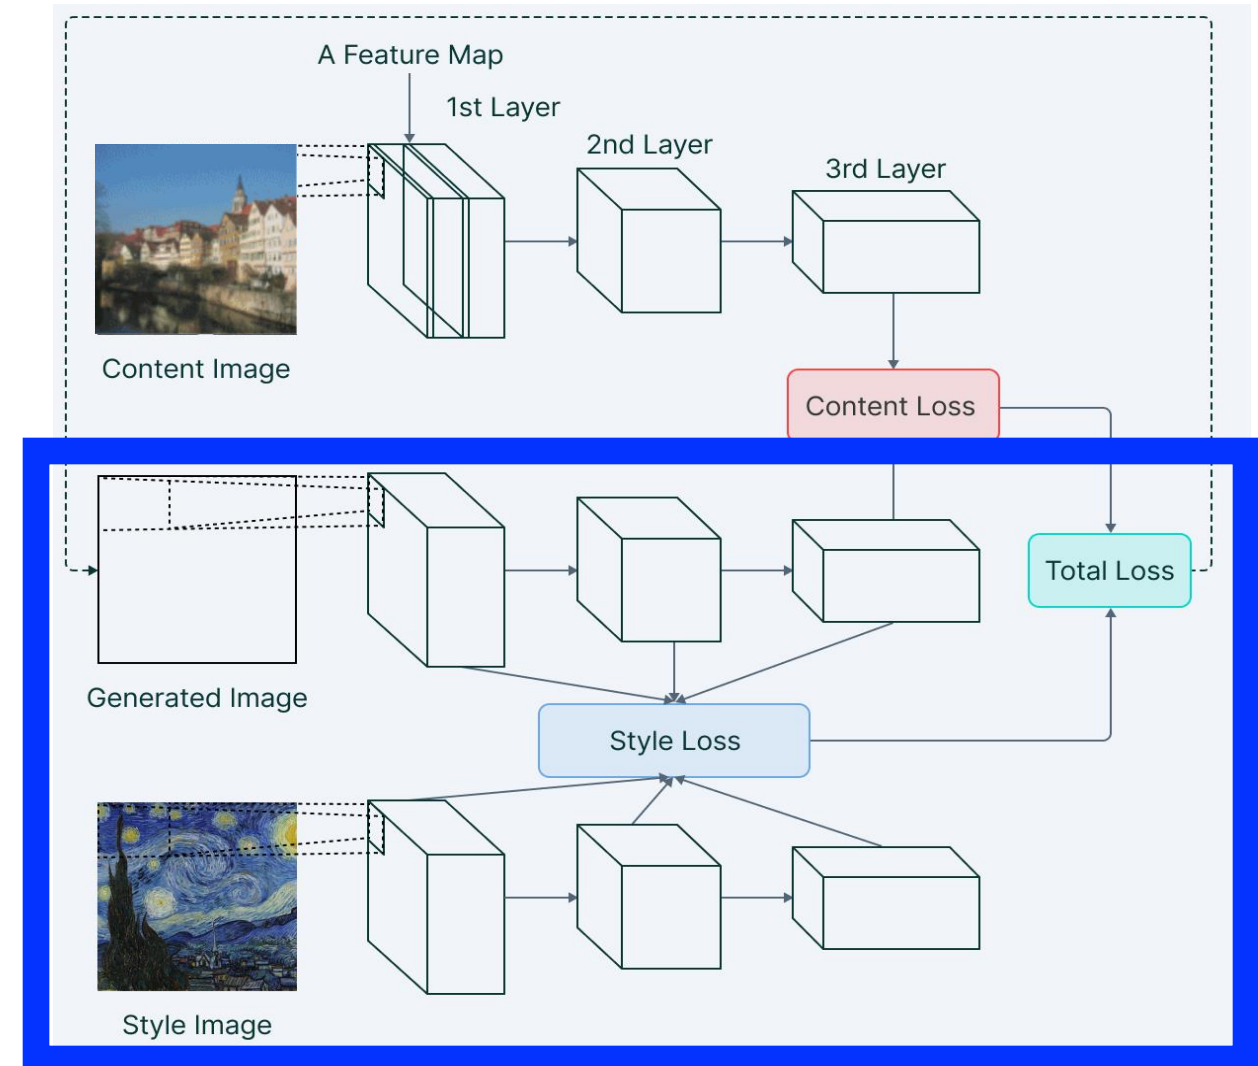 A Feature Map
1st Layer
2nd Layer
3rd Layer
Content Image
Content Loss
Total Loss
Generated Image
Style Loss
Style Image